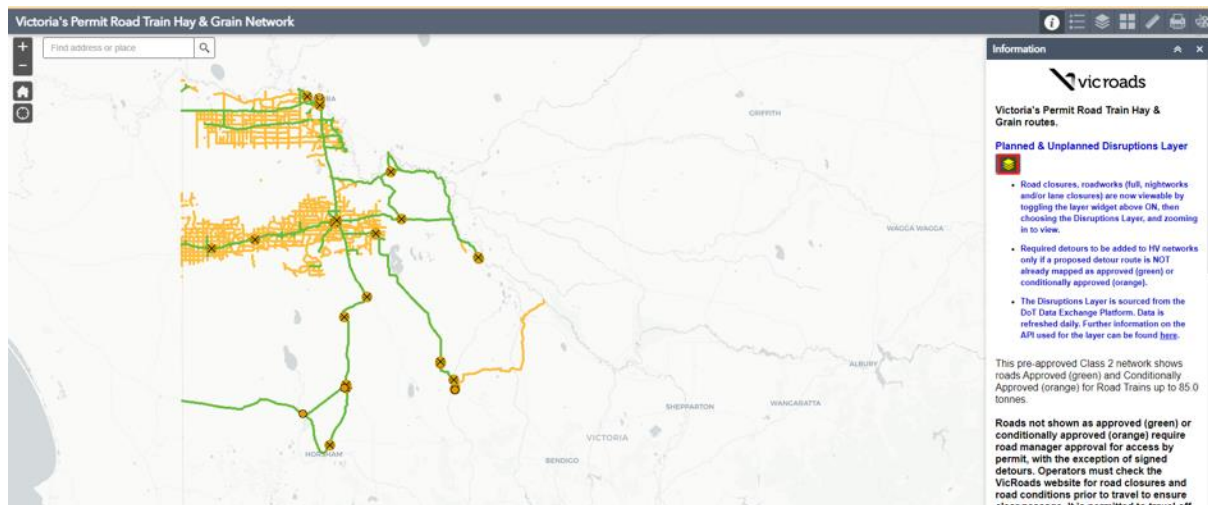 Victoria's Permit Road Train Hay & Grain Network
Find address or place
Information
vic roads
Victoria's Permit Road Train Hay &
Grain routes.
Planned & Unplanned Disruptions Layer
• Road closures, roadworks (full, nightworks
and/or lane closures) are now viewable by
toggling the layer widget above ON, then
choosing the Disruptions Layer, and zooming
in to view.
• Required detours to be added to HV networks
only if a proposed detour route is NOT
already mapped as approved (green) or
conditionally approved (orange).
• The Disruptions Layer is sourced from the
DoT Data Exchange Platform. Data is
refreshed daily. Further information on the
API used for the layer can be found here.
This pre-approved Class 2 network shows
roads Approved (green) and Conditionally
Approved (orange) for Road Trains up to 85.0
tonnes.
Roads not shown as approved (green) or
conditionally approved (orange) require
road manager approval for access by
permit, with the exception of signed
detours. Operators must check the
VicRoads website for road closures and
road conditions prior to travel to ensure
GRIFFITH
WAGGA WAGGA
ALBURY
SHEPPARTON
WANGARATTA
VICTORIA
BENDIGO
HORSHAM